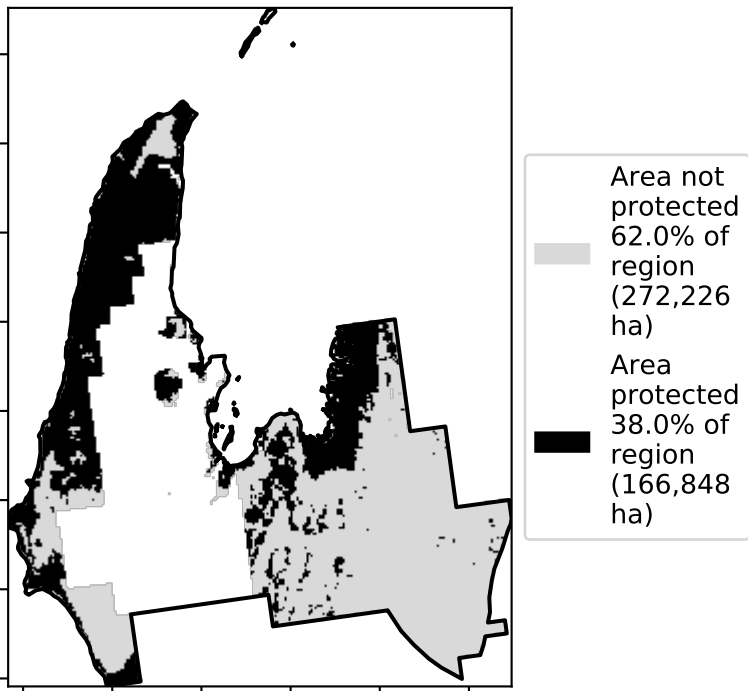 Area not
protected
62.0% of
region
(272,226
ha)
Area
protected
38.0% of
region
(166,848
ha)